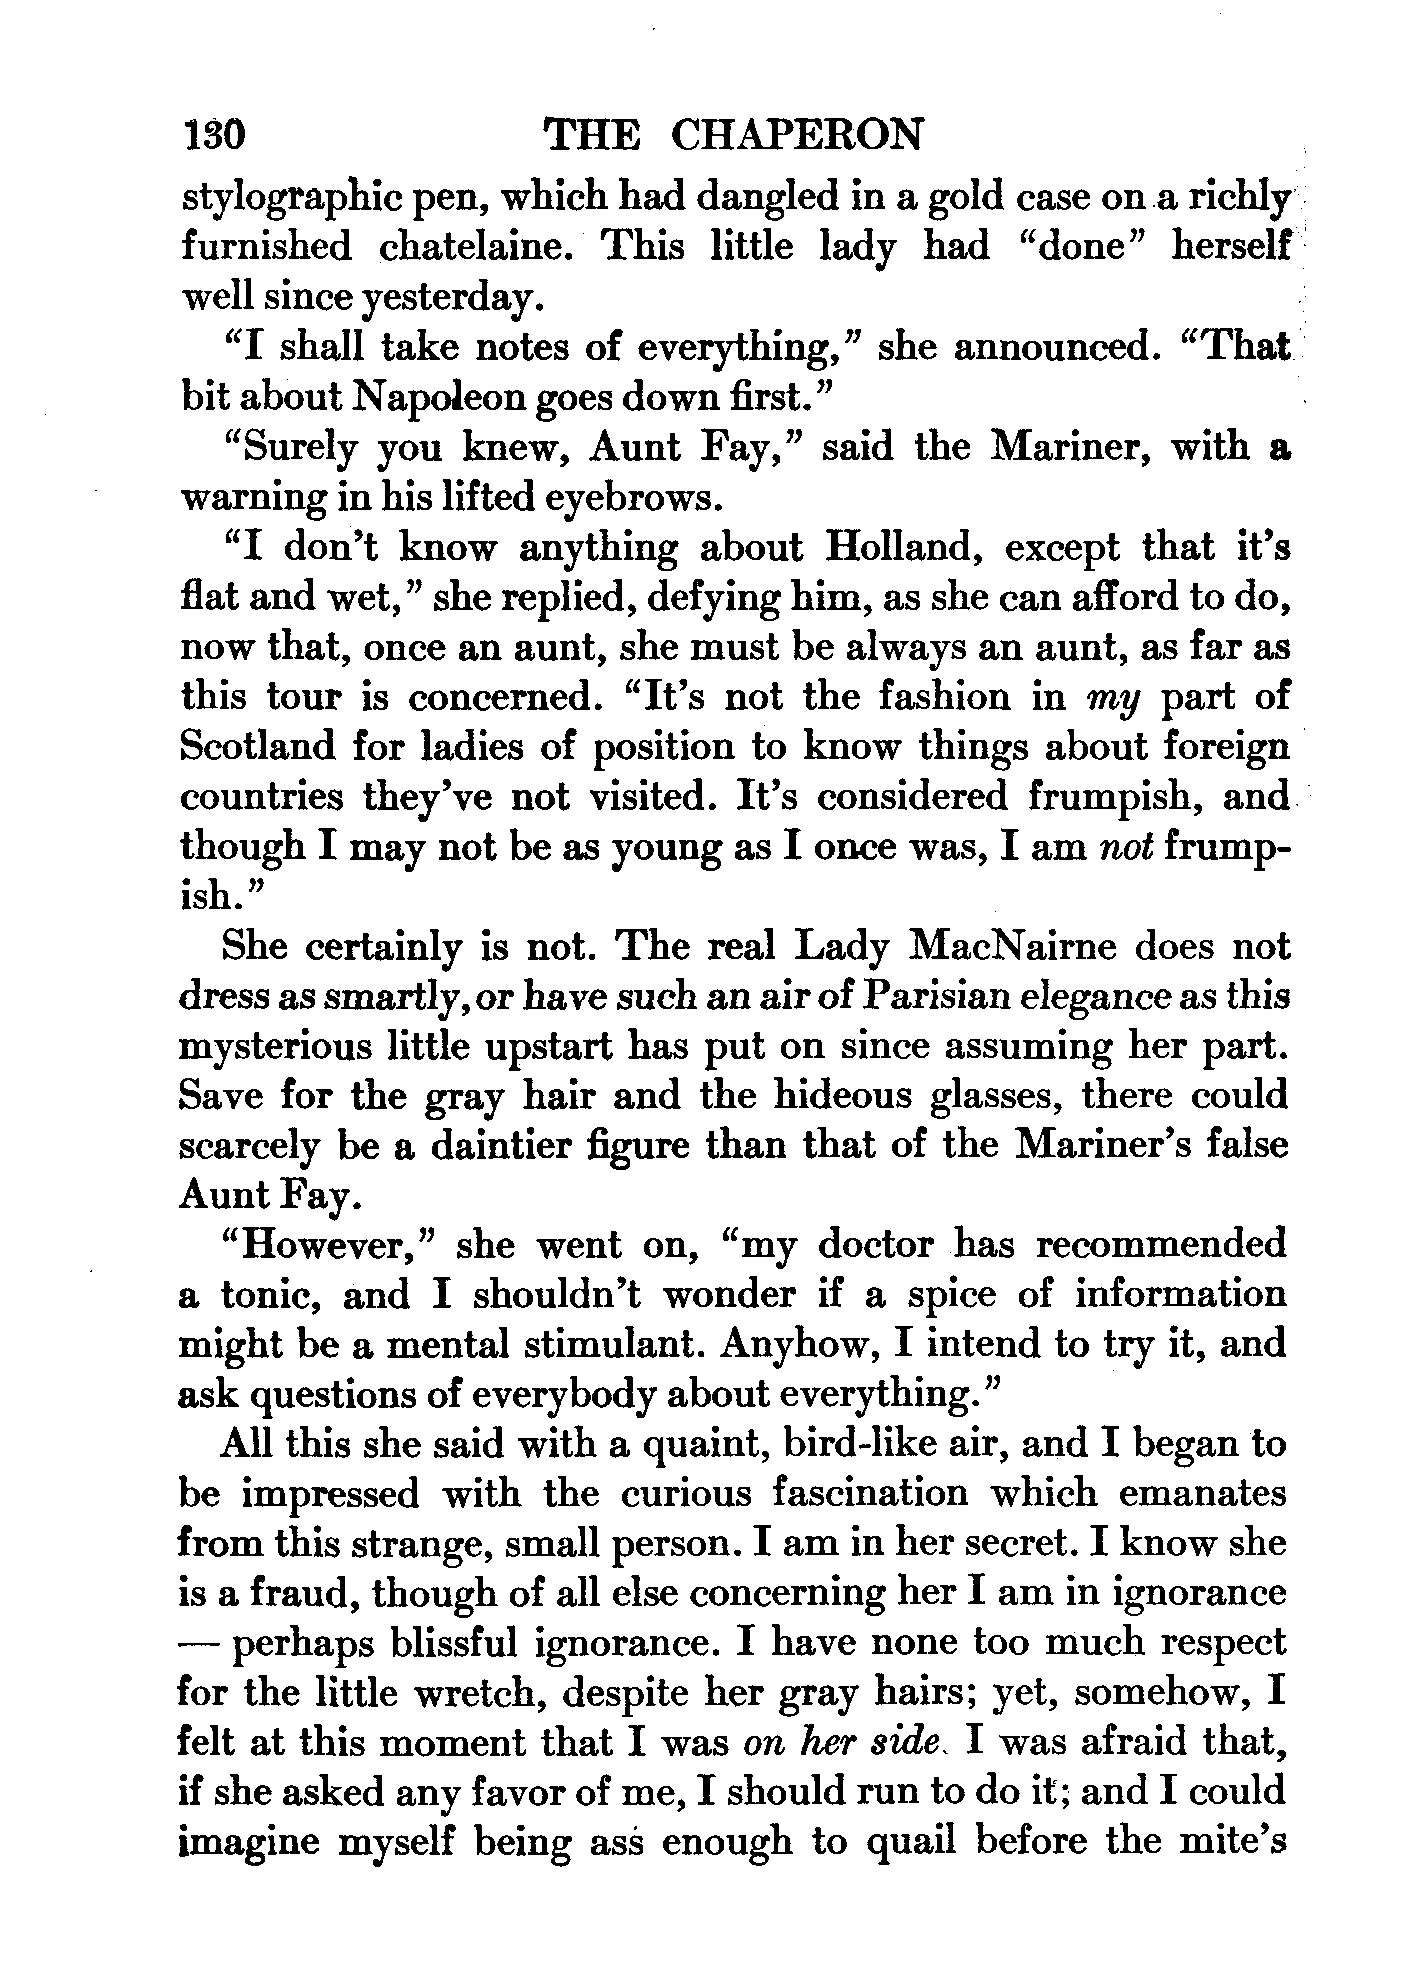 130 THE CHAPERON
stylographic pen, which had dangled in a gold case on a richly
furnished chatelaine. This little lady had “done” herself
well since yesterday.
“I shall take notes of everything,” she announced. “That
bit about Napoleon goes down first.”
“Surely you knew, Aunt Fay,” said the Mariner, with a
warning in his lifted eyebrows.
“I don’t know anything about Holland, except that it’s
flat and wet,” she replied, defying him, as she can afford to do,
now that, once an aunt, she must be always an aunt, as far as
this tour is concerned. “It’s not the fashion in my part of
Scotland for ladies of position to know things about foreign
countries they’ve not visited. It’s considered frumpish, and
though I may not be as young as I once was, I am not frump-
ish.”
She certainly is not. The real Lady MacNairne does not
dress as smartly, or have such an air of Parisian elegance as this
mysterious little upstart has put on since assuming her part.
Save for the gray hair and the hideous glasses, there could
scarcely be a daintier figure than that of the Mariner’s false
Aunt Fay.
“However,” she went on, “my doctor has recommended
a tonic, and I shouldn’t wonder if a spice of information
might be a mental stimulant. Anyhow, I intend to try it, and
ask questions of everybody about everything.”
All this she said with a quaint, bird-like air, and I began to
be impressed with the curious fascination which emanates
from this strange, small person. I am in her secret. I know she
is a fraud, though of all else concerning her I am in ignorance
— perhaps blissful ignorance. I have none too much respect
for the little wretch, despite her gray hairs; yet, somehow, I
felt at this moment that I was on her side. I was afraid that,
if she asked any favor of me, I should run to do it; and I could
imagine myself being ass enough to quail before the mite’s